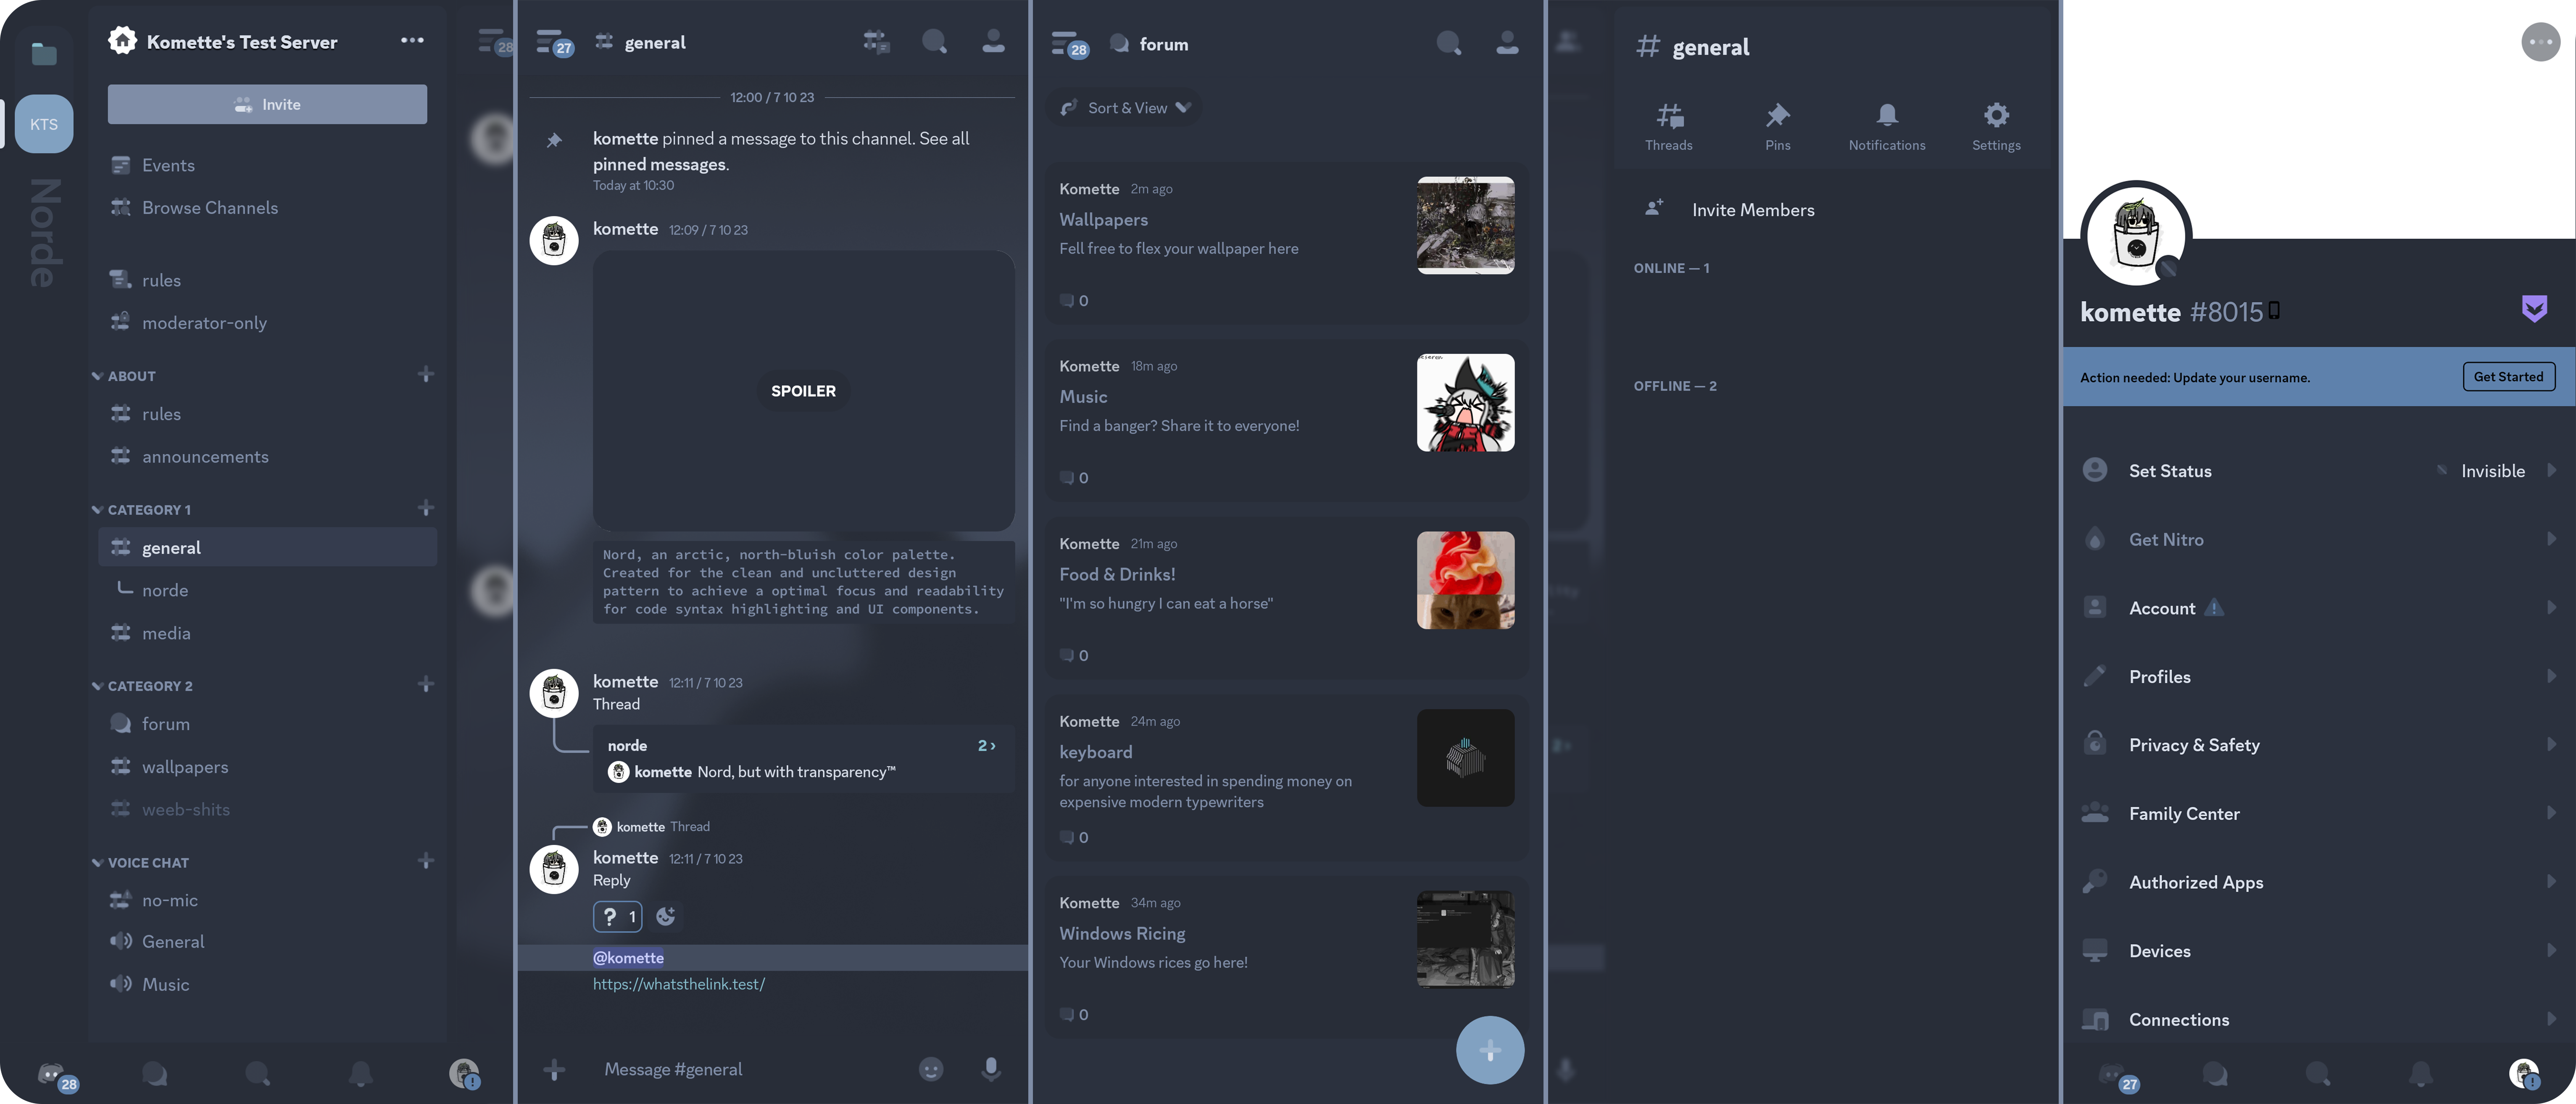 Komette's Test Server
Invite
KTS
Norde
Events
Browse Channels
rules
moderator-only
ABOUT
rules
announcements
CATEGORY 1
general
norde
media
CATEGORY 2
forum
wallpapers
weeb-shits
VOICE CHAT
no-mic
General
Music
28
28
27
general
12:00 / 7 10 23
komette pinned a message to this channel. See all
pinned messages.
Today at 10:30
komette 12:09 / 7 10 23
SPOILER
Nord, an arctic, north-bluish color palette.
Created for the clean and uncluttered design
pattern to achieve a optimal focus and readability
for code syntax highlighting and UI components.
komette 12:11 / 7 10 23
Thread
norde 2 ›
komette Nord, but with transparency™
komette Thread
komette 12:11 / 7 10 23
Reply
? 1
@komette
https://whatsthelink.test/
Message #general
28
forum
Sort & View
Komette 2m ago
Wallpapers
Fell free to flex your wallpaper here
0
Komette 18m ago
Music
Find a banger? Share it to everyone!
0
Komette 21m ago
Food & Drinks!
"I'm so hungry I can eat a horse"
0
Komette 24m ago
keyboard
for anyone interested in spending money on
expensive modern typewriters
0
Komette 34m ago
Windows Ricing
Your Windows rices go here!
0
# general
Threads
Pins
Notifications
Settings
Invite Members
ONLINE — 1
OFFLINE — 2
komette #8015
Action needed: Update your username.
Get Started
Set Status
Invisible
Get Nitro
Account
Profiles
Privacy & Safety
Family Center
Authorized Apps
Devices
Connections
27